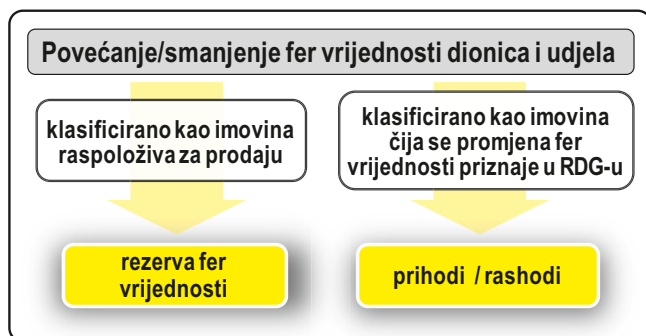 Povećanje/smanjenje fer vrijednosti dionica i udjela
klasificirano kao imovina
raspoloživa za prodaju
klasificirano kao imovina
čija se promjena fer
vrijednosti priznaje u RDG-u
rezerva fer
vrijednosti
prihodi / rashodi